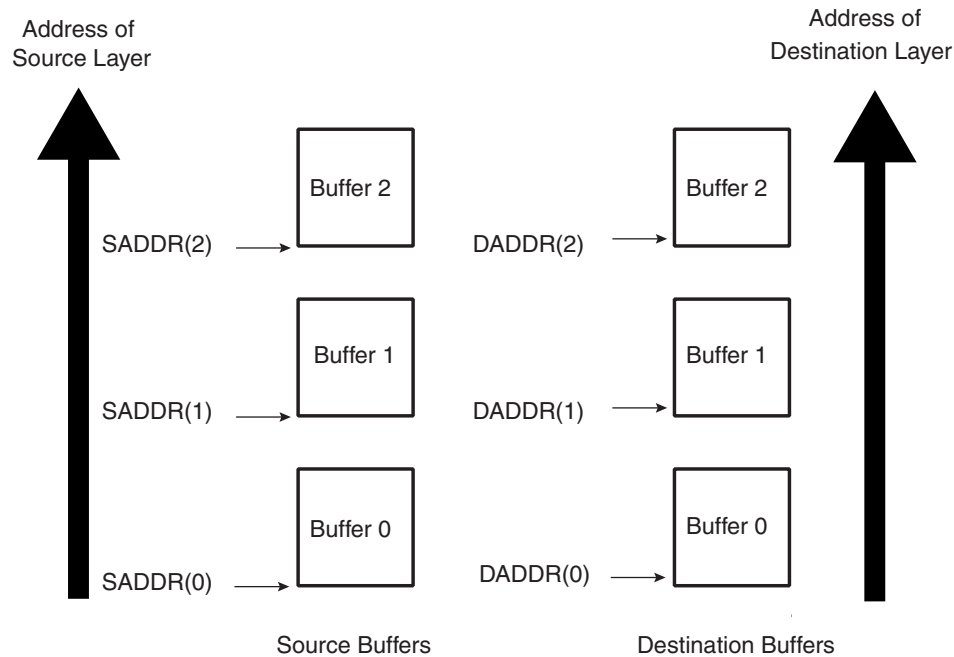 Address of
Source Layer
Address of
Destination Layer
Buffer 2
Buffer 2
SADDR(2)
DADDR(2)
Buffer 1
Buffer 1
SADDR(1)
DADDR(1)
Buffer 0
Buffer 0
SADDR(0)
DADDR(0)
Source Buffers
Destination Buffers